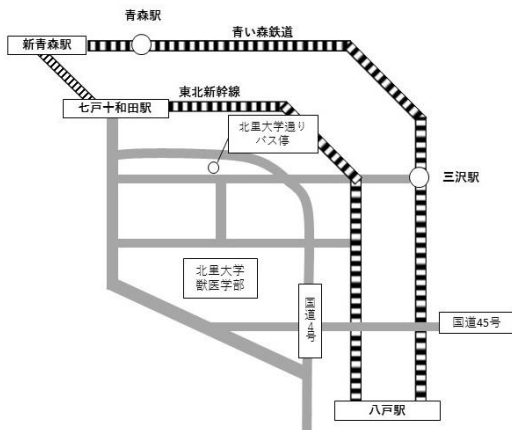 青森駅
新青森駅
青い森鉄道
東北新幹線
七戸十和田駅
北里大学通り
バス停
三沢駅
北里大学
獣医学部
国道4号
国道45号
八戸駅